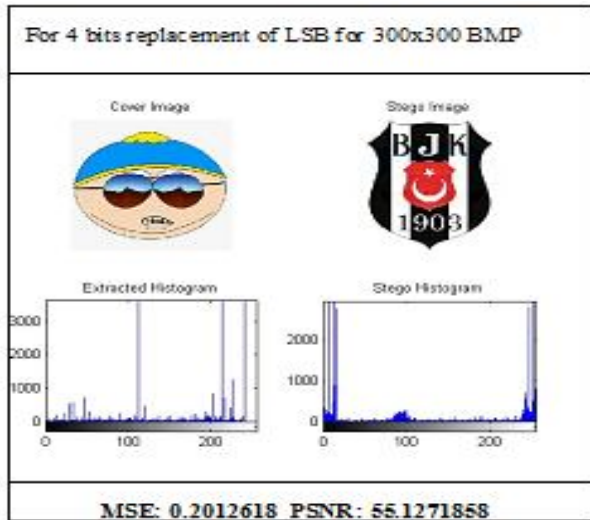 For 4 bits replacement of LSB for 300x300 BMP
Cover Image
Stego Image
B J K
1903
Extracted Histogram
Stego Histogram
3000
2000
1000
0
0 100 200
2000
1000
0
0 100 200
MSE: 0.2012618 PSNR: 55.1271858